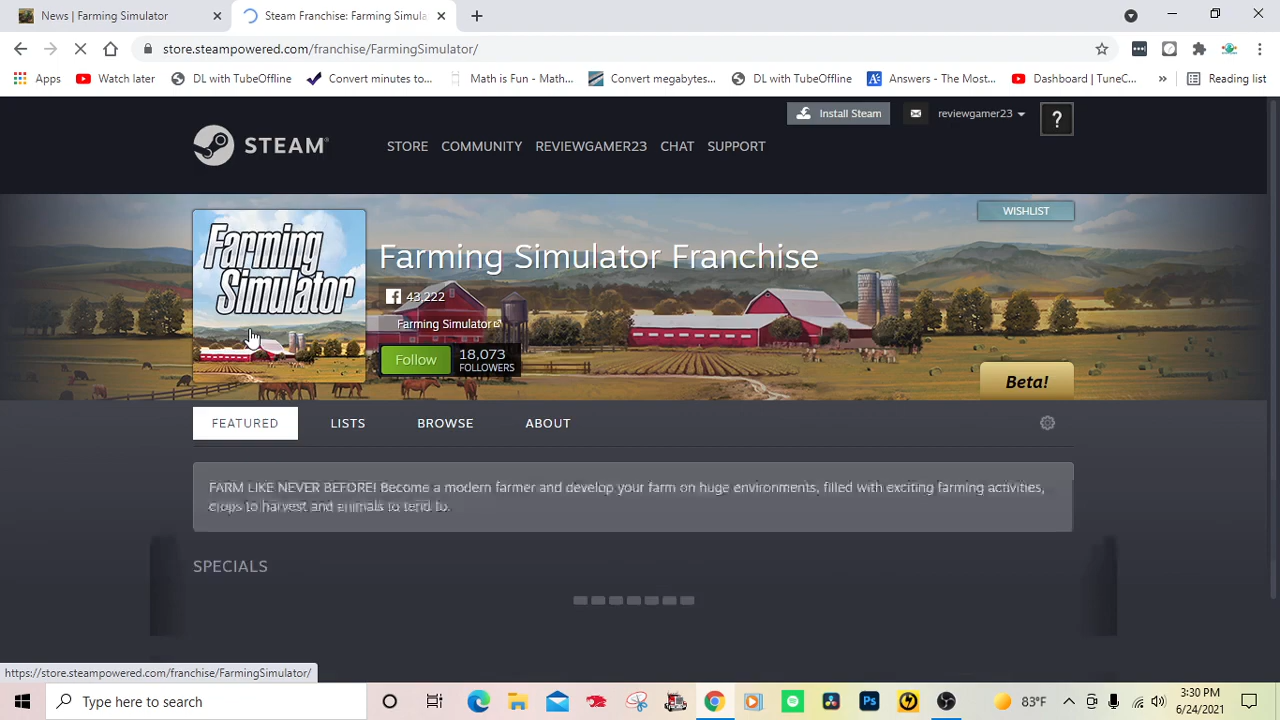 News | Farming Simulator
Steam Franchise: Farming Simula
store.steampowered.com/franchise/FarmingSimulator/
Apps
Watch later
DL with TubeOffline
Convert minutes to...
Math is Fun - Math...
Convert megabytes...
DL with TubeOffline
Answers - The Most...
Dashboard | TuneC...
»
Reading list
Install Steam
reviewgamer23
?
STEAM
STORE
COMMUNITY
REVIEWGAMER23
CHAT
SUPPORT
WISHLIST
Farming
Simulator
Farming Simulator Franchise
43,222
Farming Simulator
Follow
18,073
FOLLOWERS
Beta!
FEATURED
LISTS
BROWSE
ABOUT
FARM LIKE NEVER BEFORE! Become a modern farmer and develop your farm on huge environments, filled with exciting farming activities,
crops to harvest and animals to tend to.
SPECIALS
https://store.steampowered.com/franchise/FarmingSimulator/
Type here to search
83°F
3:30 PM
6/24/2021